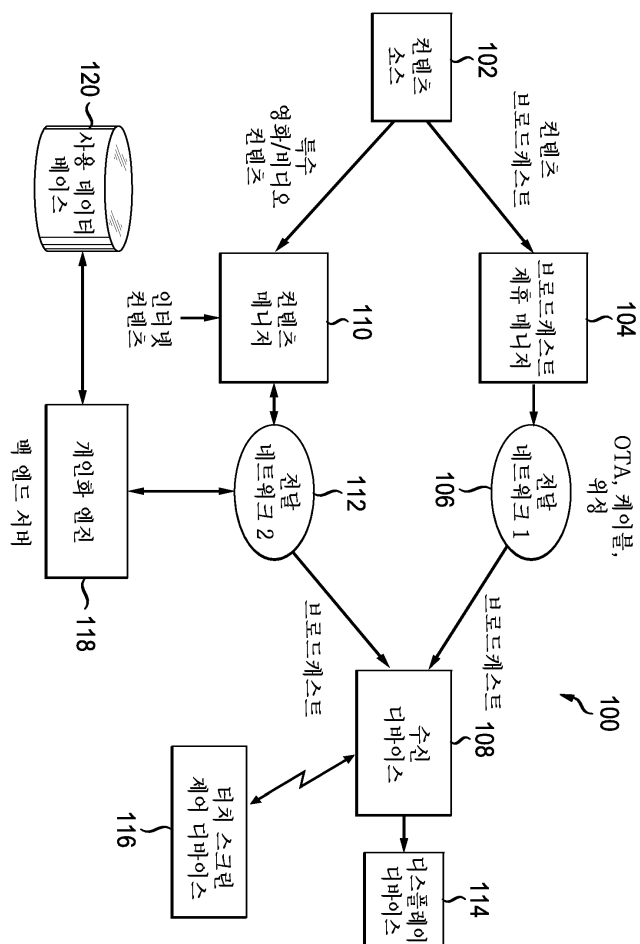 100
102
컨텐츠
소스
컨텐츠
브로드캐스트
104
브로드캐스트
제휴 매니저
OTA, 케이블,
위성
106
전달
네트워크 1
브로드캐스트
108
수신
디바이스
114
디스플레이
디바이스
특수
영화/비디오
컨텐츠
110
컨텐츠
매니저
인터넷
컨텐츠
112
전달
네트워크 2
브로드캐스트
116
터치 스크린
제어 디바이스
120
사용 데이터
베이스
개인화 엔진
118
백 엔드 서버